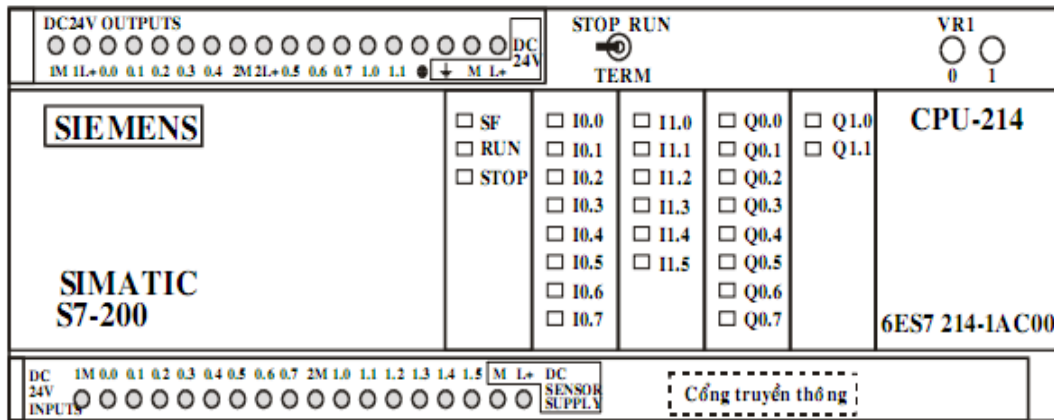 DC24V OUTPUTS
DC
24V
1M 1L+ 0.0 0.1 0.2 0.3 0.4 2M 2L+ 0.5 0.6 0.7 1.0 1.1 M L+
STOP RUN
TERM
VR1
0 1
SIEMENS
SIMATIC
S7-200
SF
RUN
STOP
I0.0
I0.1
I0.2
I0.3
I0.4
I0.5
I0.6
I0.7
I1.0
I1.1
I1.2
I1.3
I1.4
I1.5
Q0.0
Q0.1
Q0.2
Q0.3
Q0.4
Q0.5
Q0.6
Q0.7
Q1.0
Q1.1
CPU-214
6ES7 214-1AC00
DC
24V
INPUTS
1M 0.0 0.1 0.2 0.3 0.4 0.5 0.6 0.7 2M 1.0 1.1 1.2 1.3 1.4 1.5 M L+
DC
SENSOR
SUPPLY
Cổng truyền thông